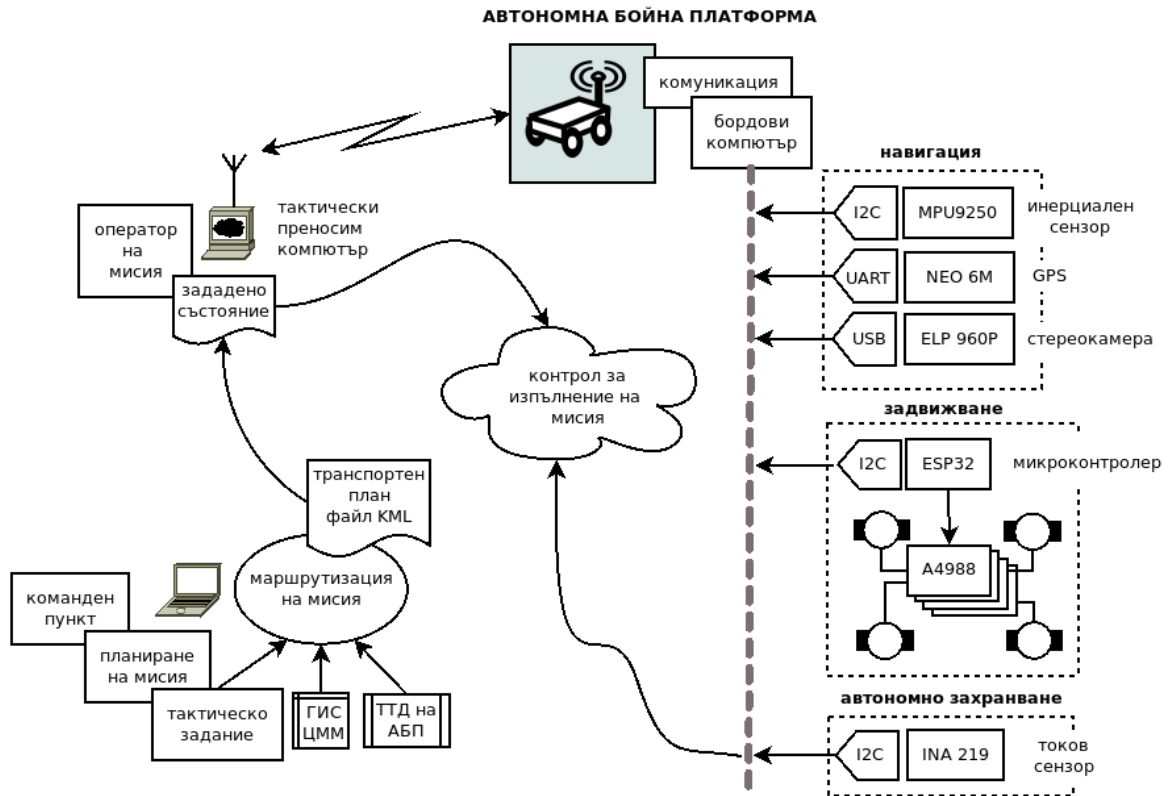 АВТОНОМНА БОЙНА ПЛАТФОРМА
комуникация
бордови
компютър
навигация
I2C
MPU9250
инерциален
сензор
UART
NEO 6M
GPS
USB
ELP 960P
стереокамера
оператор
на
мисия
тактически
преносим
компютър
зададено
състояние
контрол за
изпълнение на
мисия
задвижване
I2C
ESP32
микроконтролер
A4988
транспортен
план
файл KML
маршрутизация
на мисия
команден
пункт
планиране
на мисия
тактическо
задание
ГИС
ЦММ
ТТД на
АБП
автономно захранване
I2C
INA 219
токов
сензор